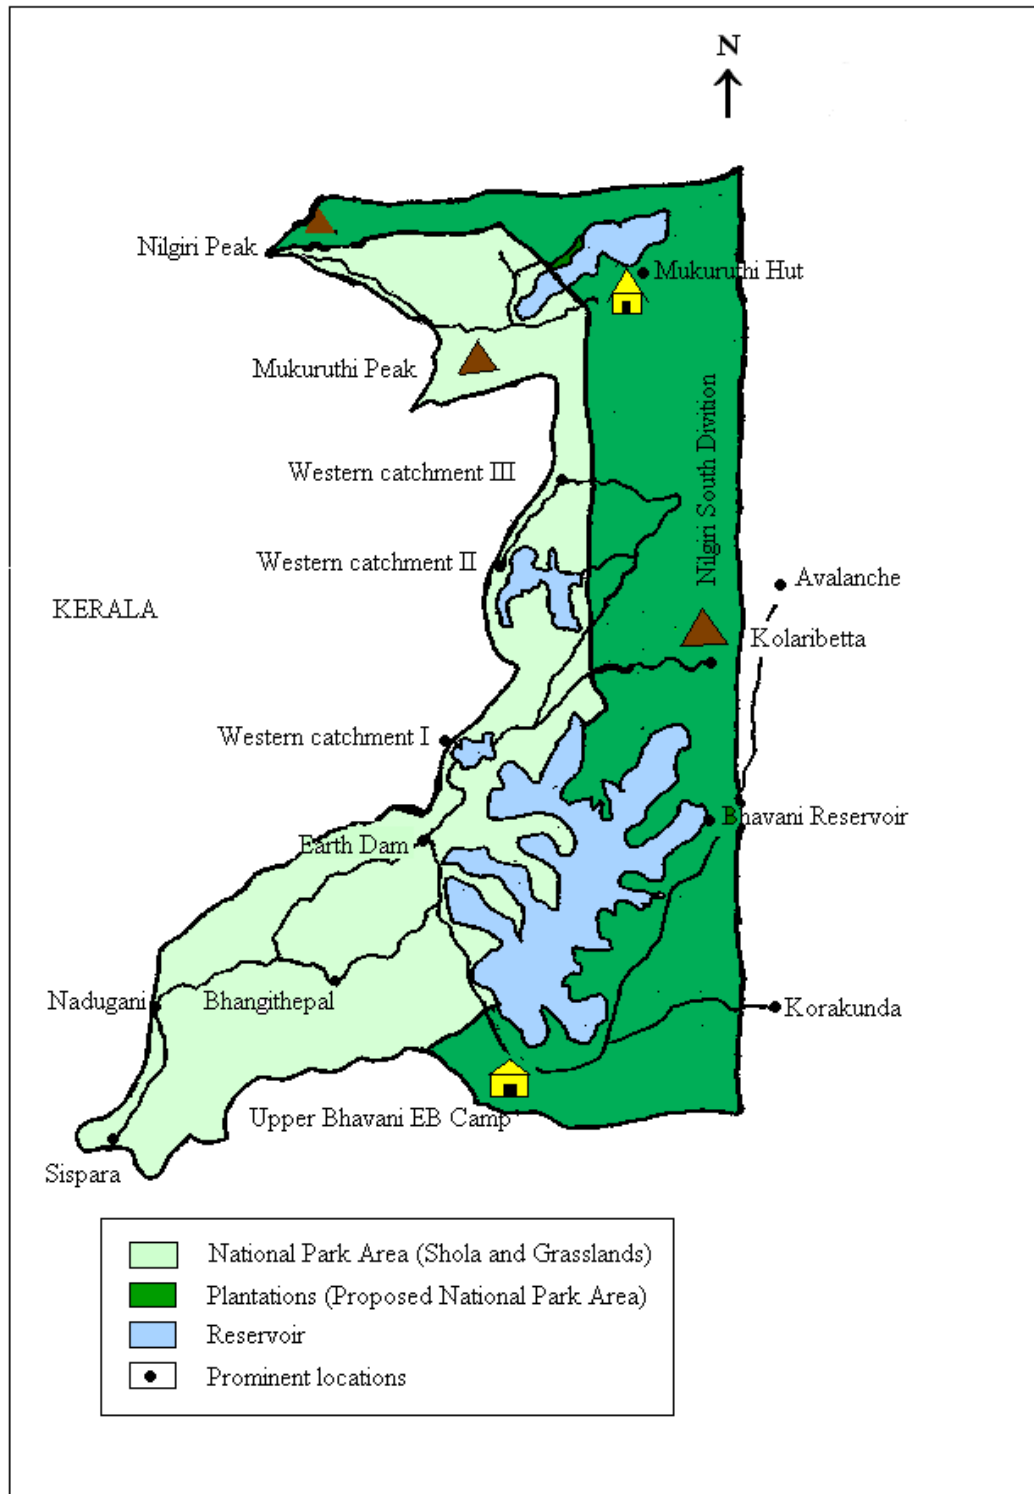 N
Nilgiri Peak
Mukuruthi Hut
Mukuruthi Peak
Nilgiri South Divition
Western catchment III
Western catchment II
Avalanche
KERALA
Kolaribetta
Western catchment I
Bhavani Reservoir
Earth Dam
Nadugani
Bhangithepal
Korakunda
Upper Bhavani EB Camp
Sispara
National Park Area (Shola and Grasslands)
Plantations (Proposed National Park Area)
Reservoir
Prominent locations